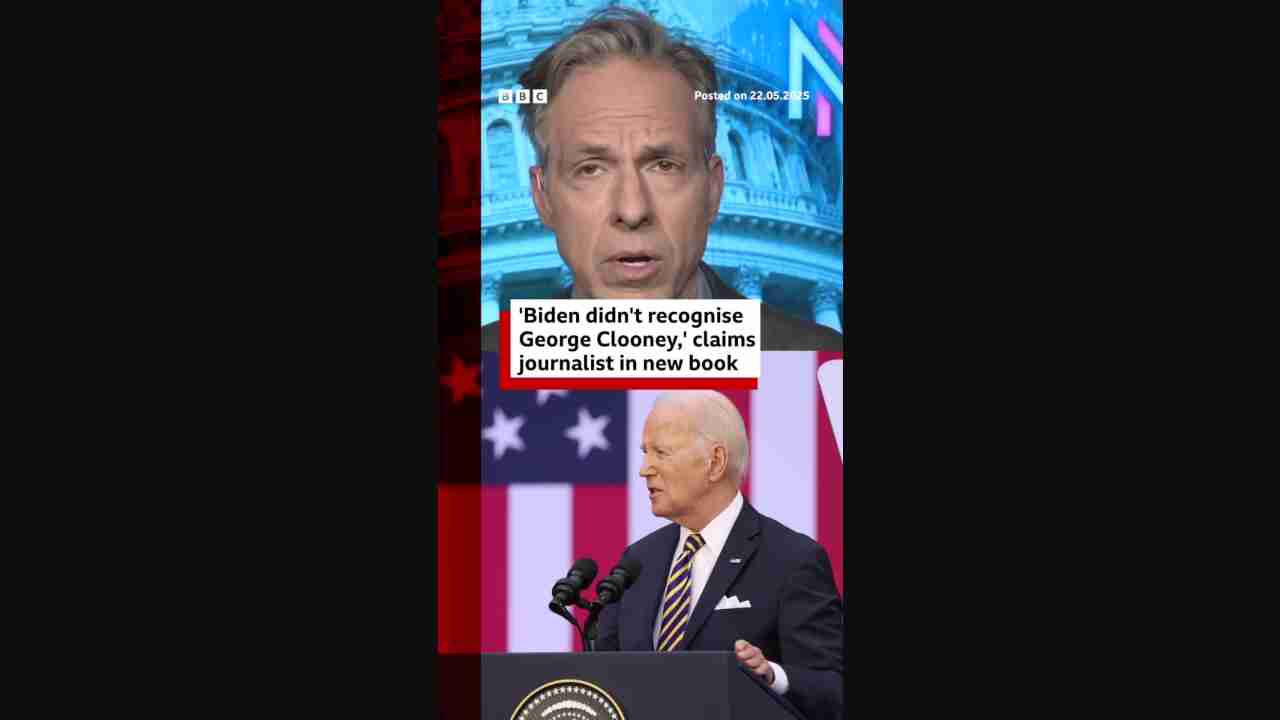 BBC
Posted on 22.05.2025
'Biden didn't recognise
George Clooney,' claims
journalist in new book